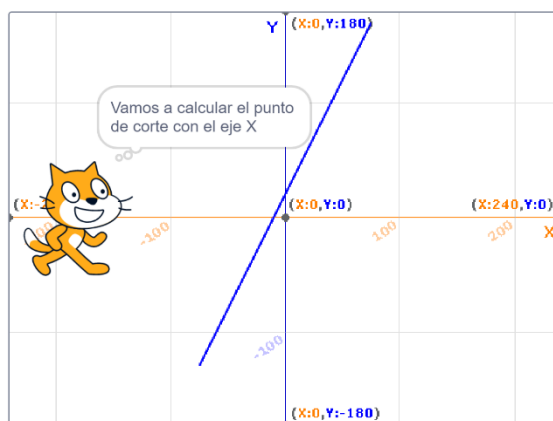 Y (X:0,Y:180)
Vamos a calcular el punto
de corte con el eje X
(X:-2
(X:0,Y:0)
(X:240,Y:0)
-100
100
200
X
-100
(X:0,Y:-180)